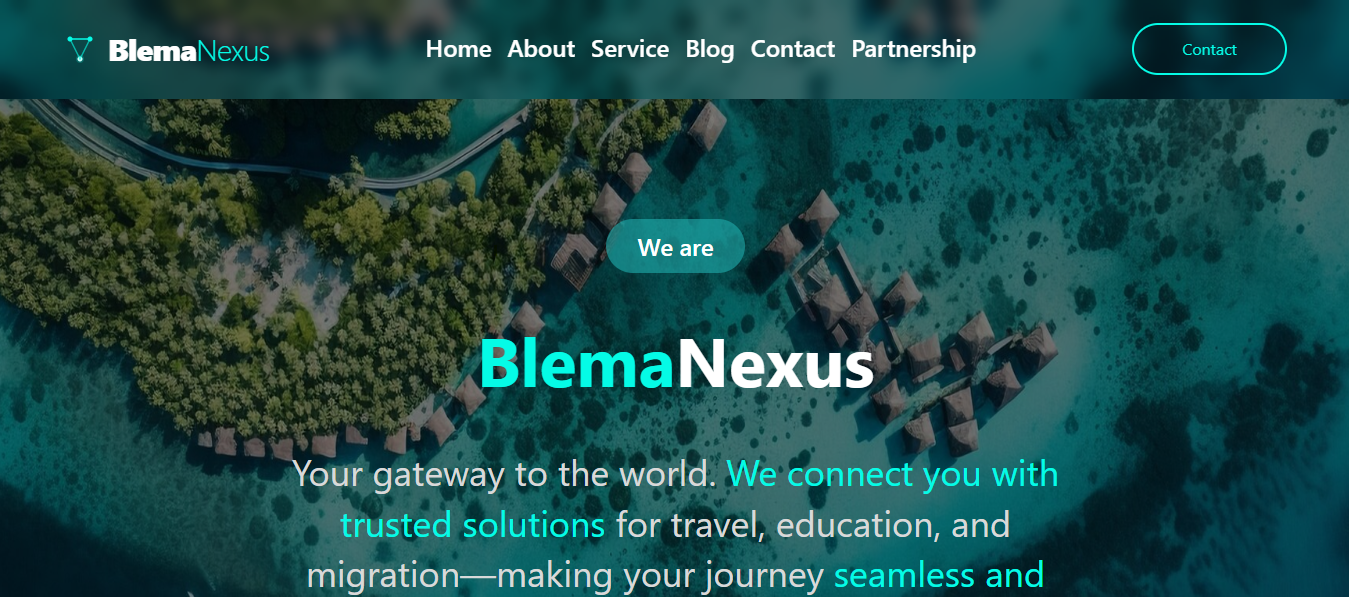 BlemaNexus
Home About Service Blog Contact Partnership
Contact
We are
BlemaNexus
Your gateway to the world. We connect you with
trusted solutions for travel, education, and
migration—making your journey seamless and